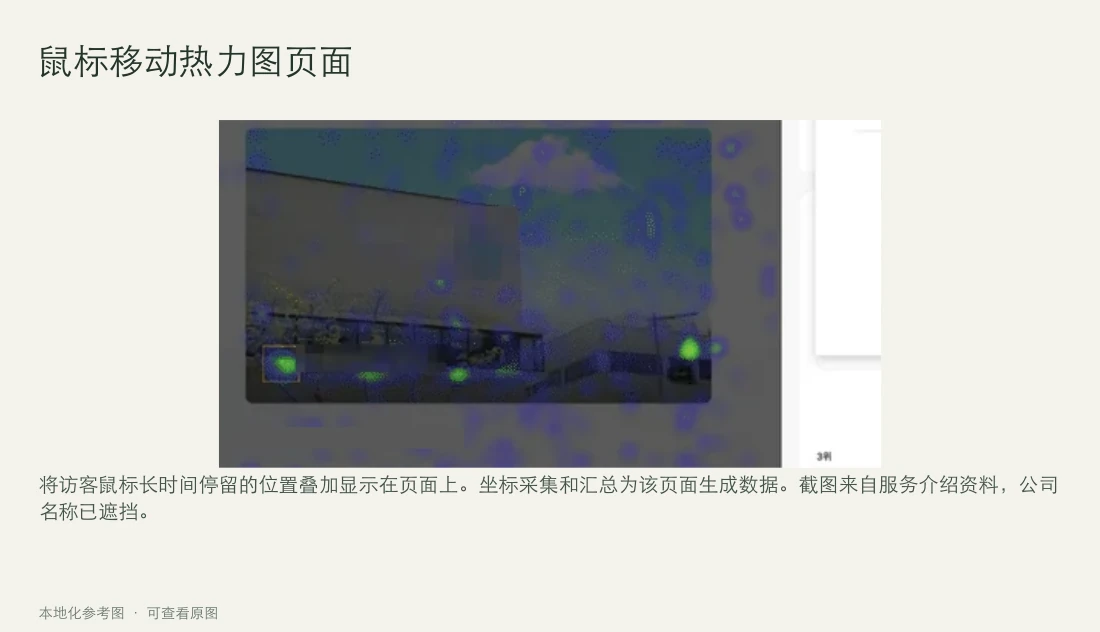 鼠标移动热力图页面
3위
将访客鼠标长时间停留的位置叠加显示在页面上。坐标采集和汇总为该页面生成数据。截图来自服务介绍资料，公司
名称已遮挡。
本地化参考图 · 可查看原图